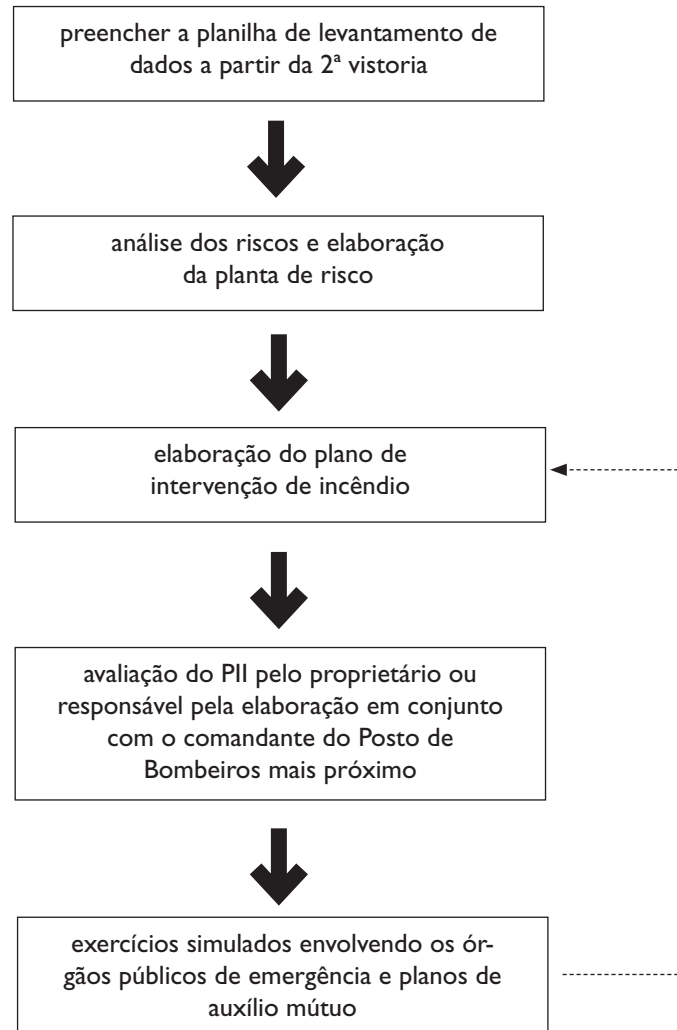 preencher a planilha de levantamento de
dados a partir da 2ª vistoria
análise dos riscos e elaboração
da planta de risco
elaboração do plano de
intervenção de incêndio
avaliação do PII pelo proprietário ou
responsável pela elaboração em conjunto
com o comandante do Posto de
Bombeiros mais próximo
exercícios simulados envolvendo os ór-
gãos públicos de emergência e planos de
auxílio mútuo